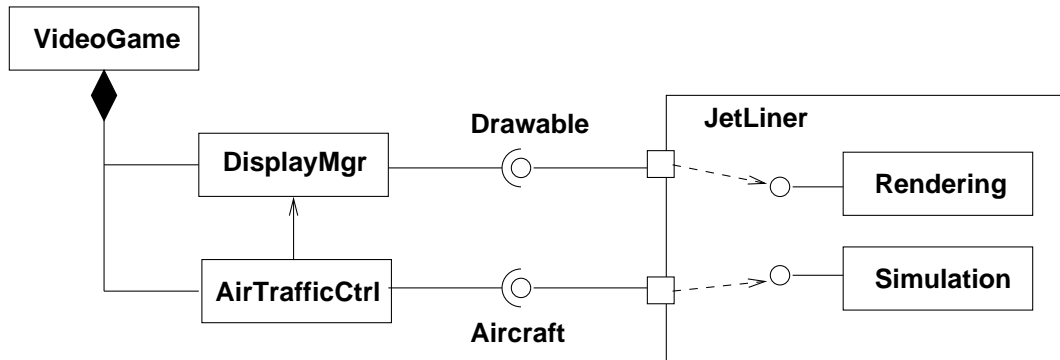 VideoGame
Drawable
JetLiner
DisplayMgr
Rendering
AirTrafficCtrl
Simulation
Aircraft